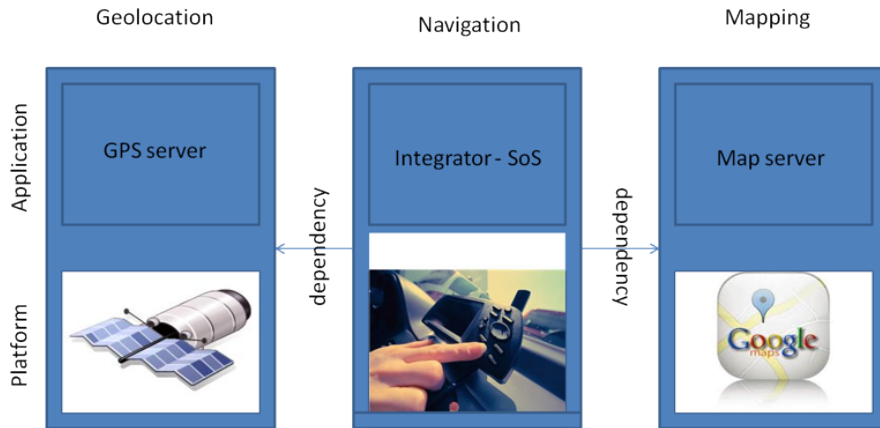 Geolocation
Navigation
Mapping
Application
GPS server
Integrator - SoS
Map server
dependency
dependency
Platform
Google
maps